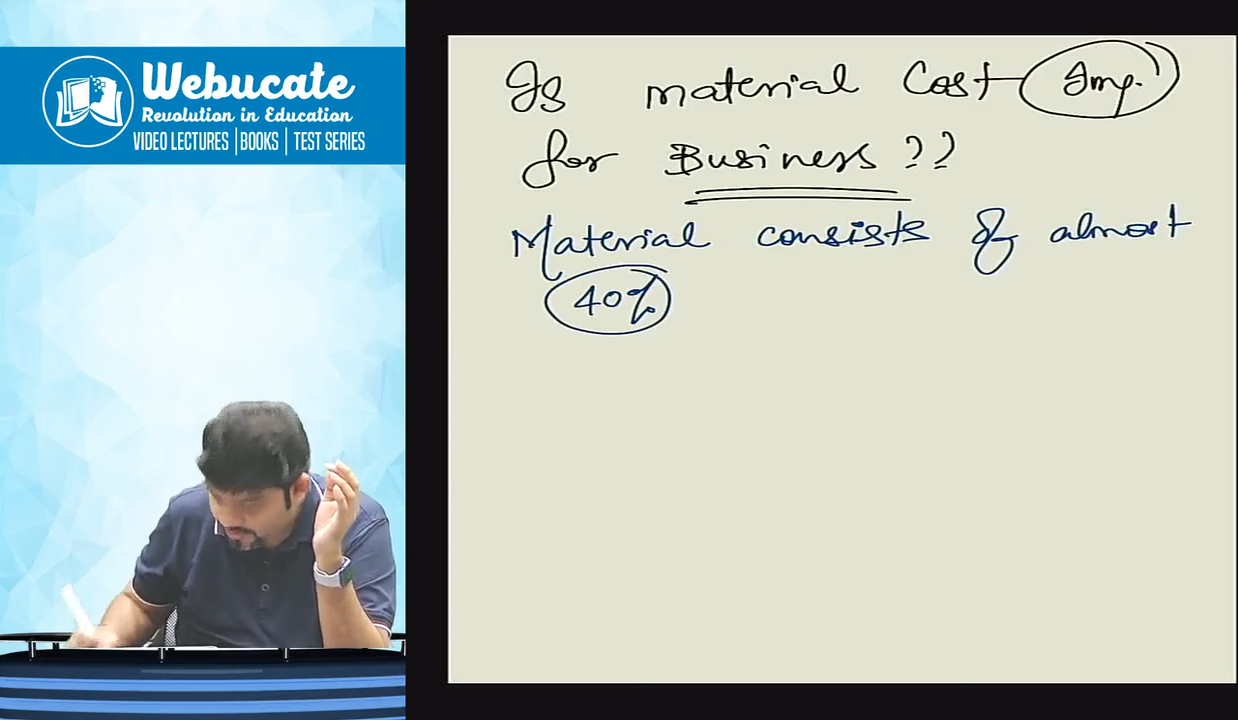 Webucate
Revolution in Education
VIDEO LECTURES | BOOKS | TEST SERIES
Is material Cost Imp.
for Business ??
Material consists of almost
40%